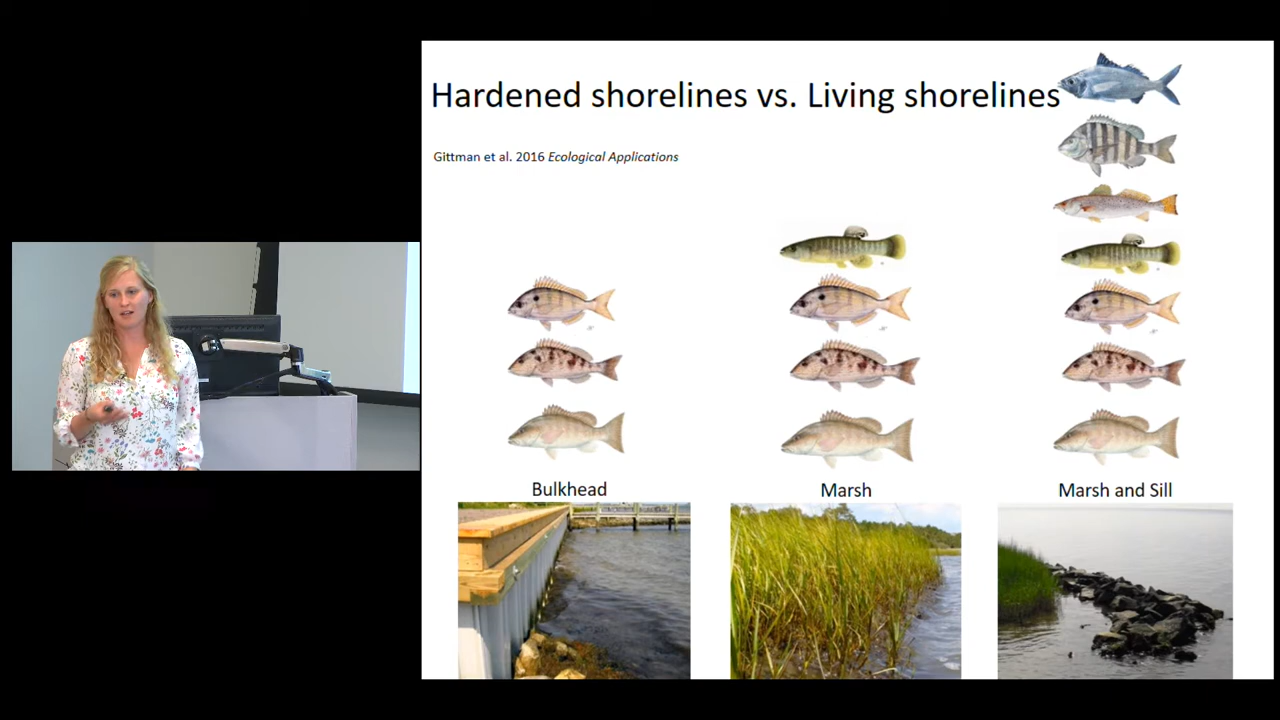 Hardened shorelines vs. Living shorelines
Gittman et al. 2016 Ecological Applications
Bulkhead
Marsh
Marsh and Sill